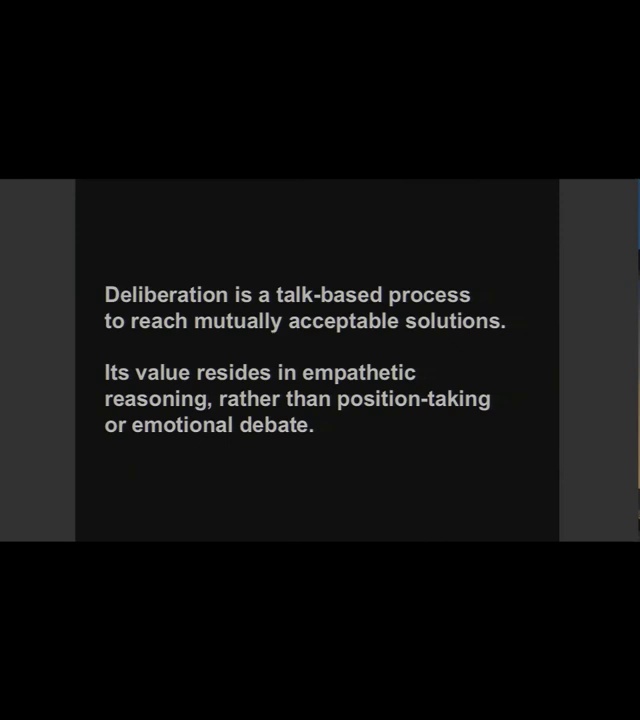 Deliberation is a talk-based process
to reach mutually acceptable solutions.
Its value resides in empathetic
reasoning, rather than position-taking
or emotional debate.